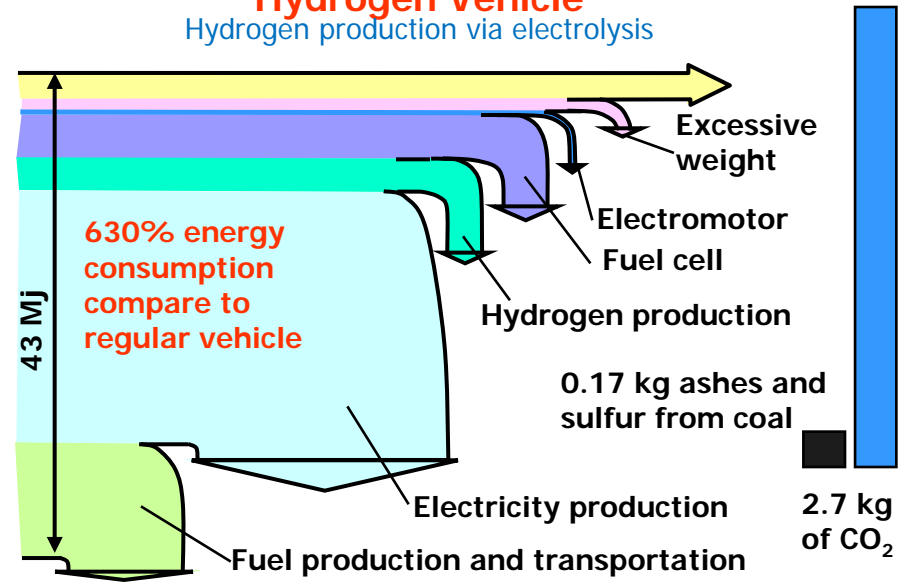 Hydrogen vehicle
Hydrogen production via electrolysis
Excessive
weight
Electromotor
Fuel cell
Hydrogen production
630% energy
consumption
compare to
regular vehicle
43 Mj
0.17 kg ashes and
sulfur from coal
Electricity production
2.7 kg
of CO₂
Fuel production and transportation